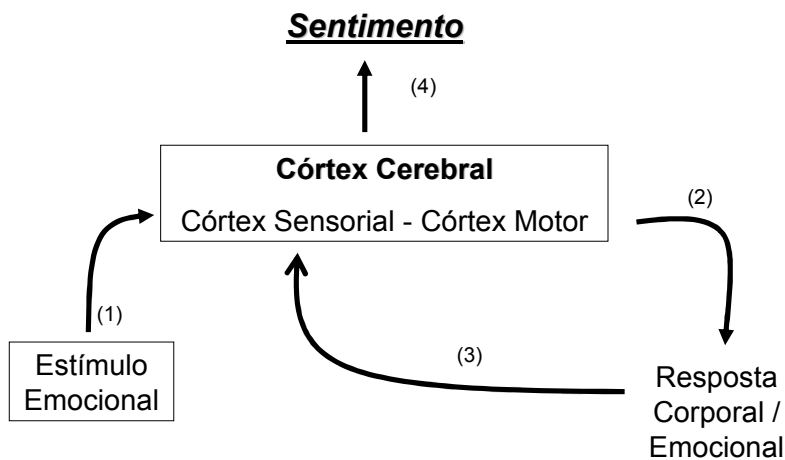 Sentimento
(4)
Córtex Cerebral
Córtex Sensorial - Córtex Motor
(2)
(1)
(3)
Estímulo
Emocional
Resposta
Corporal /
Emocional